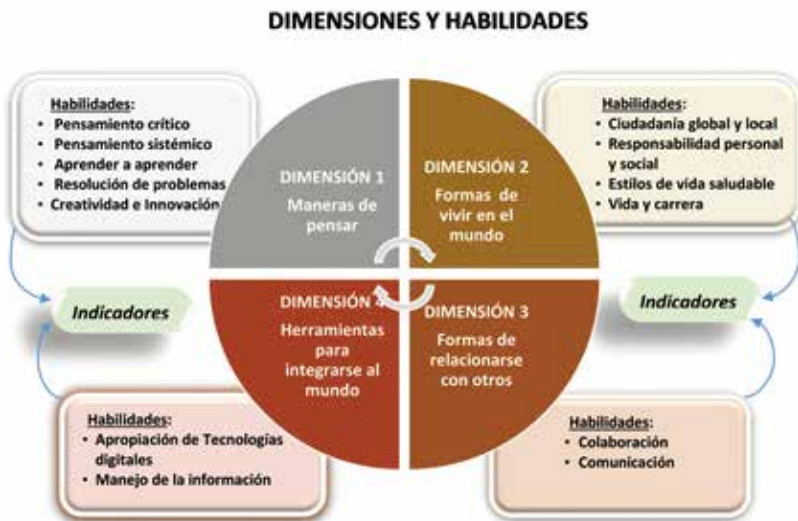 DIMENSIONES Y HABILIDADES
Habilidades:
• Pensamiento crítico
• Pensamiento sistémico
• Aprender a aprender
• Resolución de problemas
• Creatividad e Innovación
DIMENSIÓN 1
Maneras de
pensar
DIMENSIÓN 2
Formas de
vivir en el
mundo
Habilidades:
• Ciudadanía global y local
• Responsabilidad personal
y social
• Estilos de vida saludable
• Vida y carrera
Indicadores
Indicadores
DIMENSIÓN 4
Herramientas
para
integrarse al
mundo
DIMENSIÓN 3
Formas de
relacionarse
con otros
Habilidades:
• Apropiación de Tecnologías
digitales
• Manejo de la información
Habilidades:
• Colaboración
• Comunicación